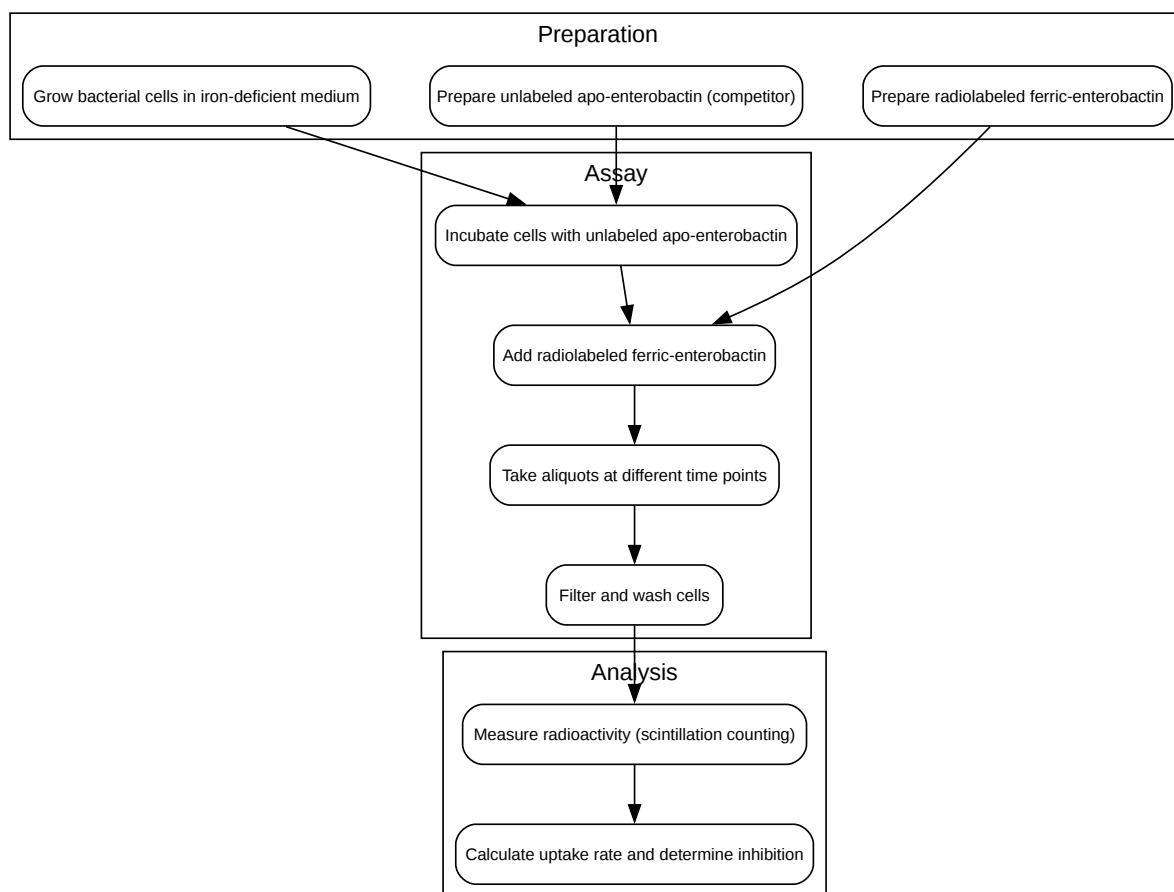 Preparation
Grow bacterial cells in iron-deficient medium
Prepare unlabeled apo-enterobactin (competitor)
Prepare radiolabeled ferric-enterobactin
Assay
Incubate cells with unlabeled apo-enterobactin
Add radiolabeled ferric-enterobactin
Take aliquots at different time points
Filter and wash cells
Analysis
Measure radioactivity (scintillation counting)
Calculate uptake rate and determine inhibition